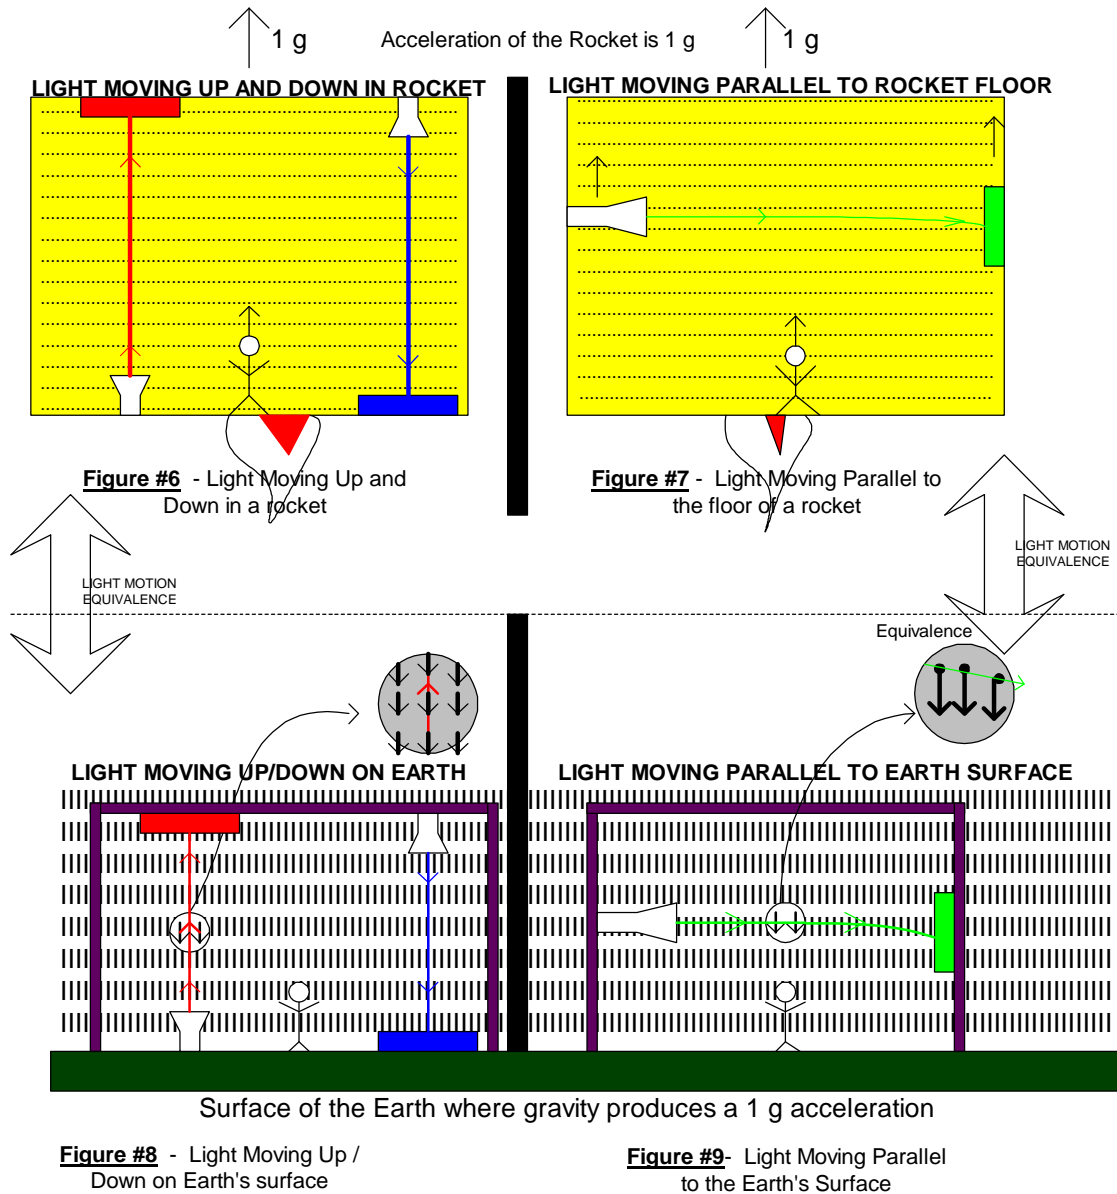 1 g
Acceleration of the Rocket is 1 g
1 g
LIGHT MOVING UP AND DOWN IN ROCKET
LIGHT MOVING PARALLEL TO ROCKET FLOOR
Figure #6 - Light Moving Up and
Down in a rocket
Figure #7 - Light Moving Parallel to
the floor of a rocket
LIGHT MOTION
EQUIVALENCE
LIGHT MOTION
EQUIVALENCE
Equivalence
LIGHT MOVING UP/DOWN ON EARTH
LIGHT MOVING PARALLEL TO EARTH SURFACE
Surface of the Earth where gravity produces a 1 g acceleration
Figure #8 - Light Moving Up /
Down on Earth's surface
Figure #9- Light Moving Parallel
to the Earth's Surface